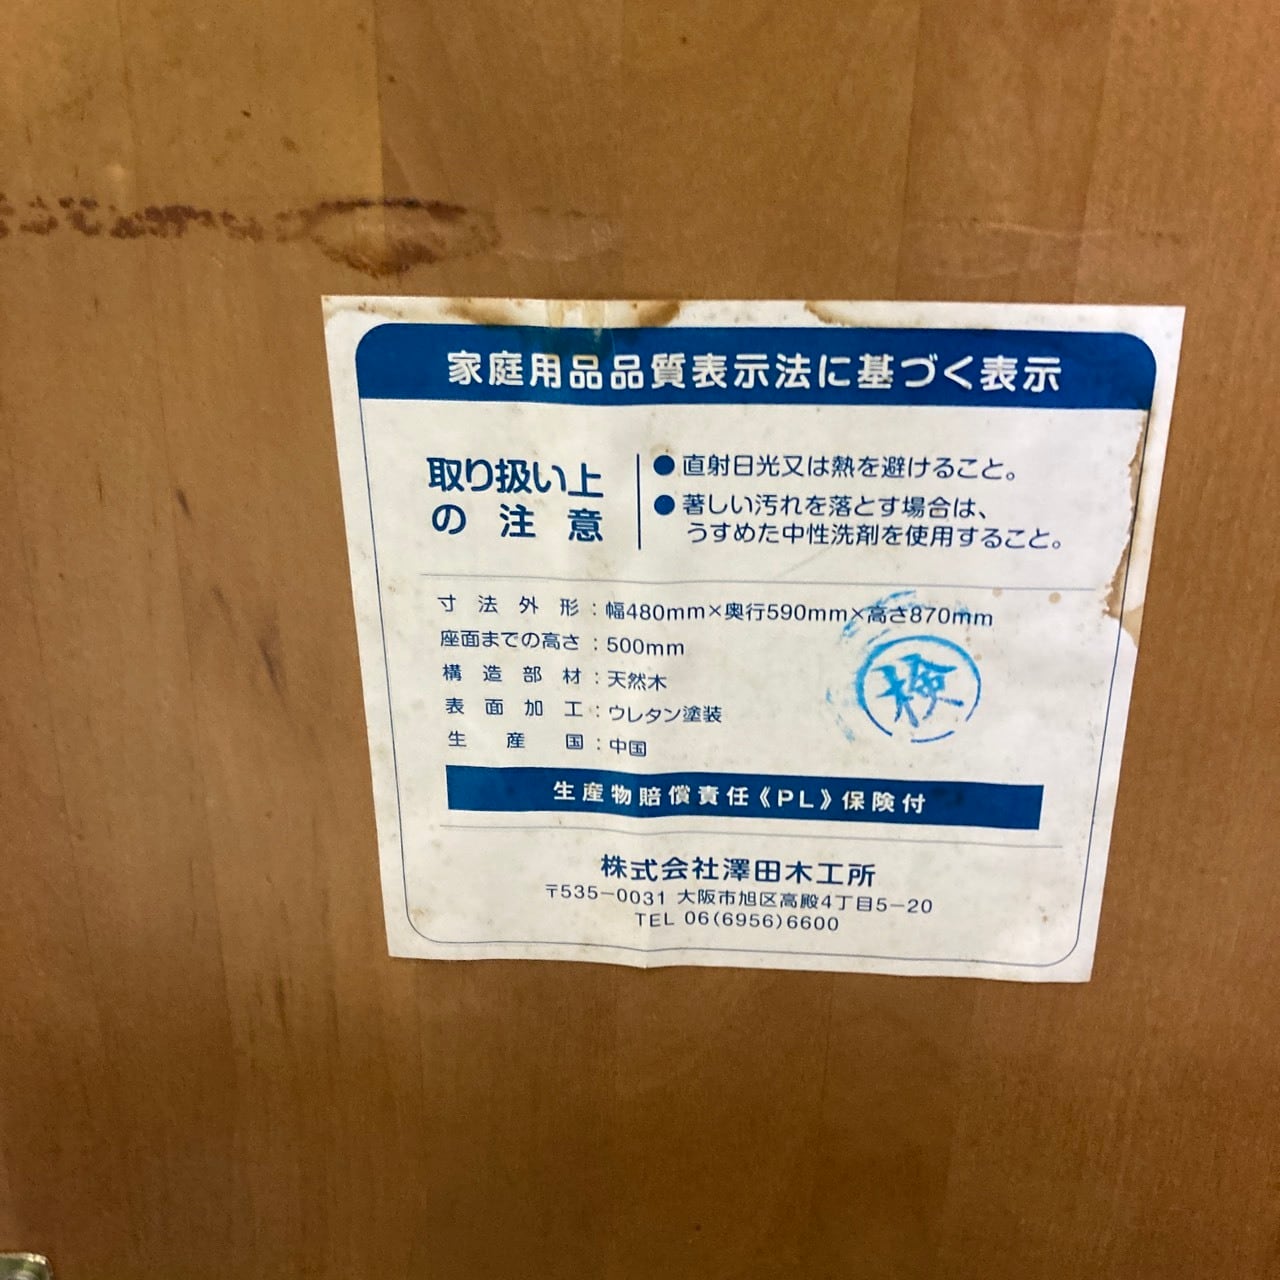 家庭用品品質表示法に基づく表示
取り扱い上
の注意
●直射日光又は熱を避けること。
●著しい汚れを落とす場合は、
うすめた中性洗剤を使用すること。
寸法外形：幅480mm×奥行590mm×高さ870mm
座面までの高さ：500mm
構造部材：天然木
表面加工：ウレタン塗装
生産国：中国
検
生産物賠償責任《PL》保険付
株式会社澤田木工所
〒535-0031 大阪市旭区高殿4丁目5-20
TEL 06(6956)6600